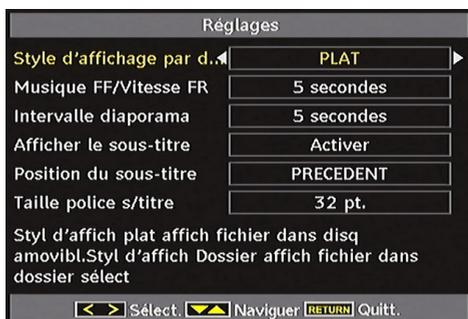 Réglages
Style d'affichage par d.. PLAT
Musique FF/Vitesse FR 5 secondes
Intervalle diaporama 5 secondes
Afficher le sous-titre Activer
Position du sous-titre PRECEDENT
Taille police s/titre 32 pt.
Styl d'affich plat affich fichier dans disq
amovibl.Styl d'affich Dossier affich fichier dans
dossier sélect
< > Sélect. Naviguer RETURN Quitt.